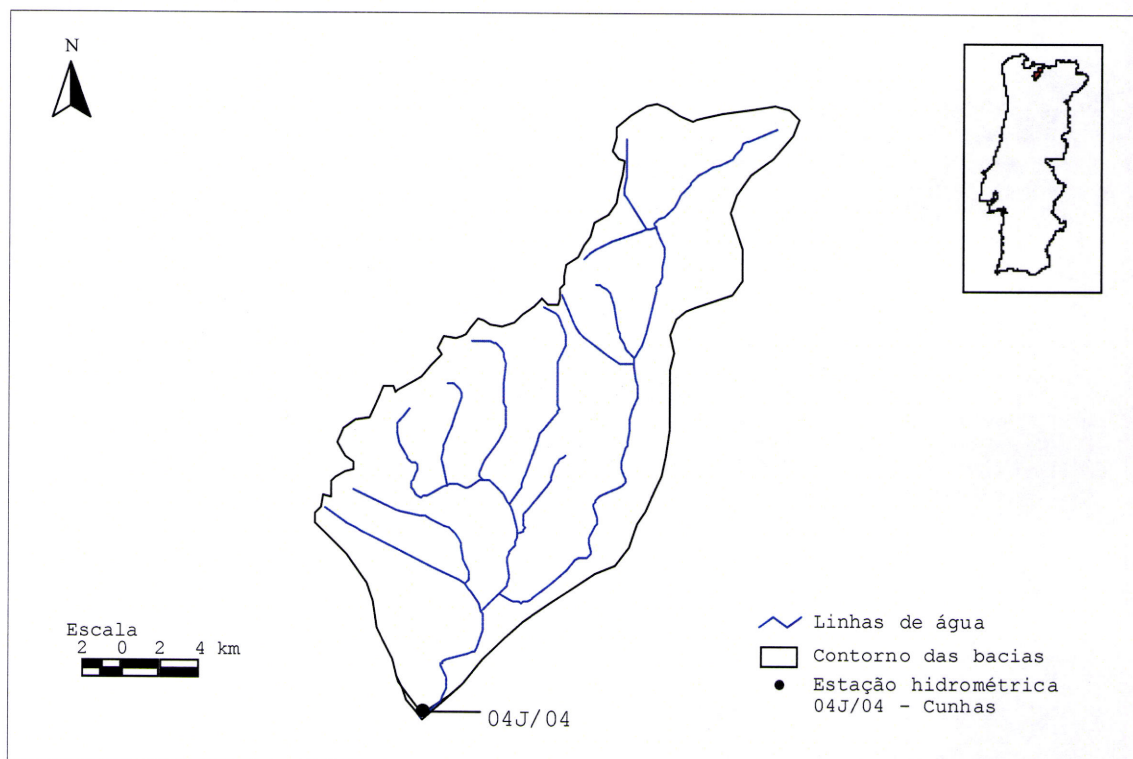 N
Escala
2 0 2 4 km
04J/04
Linhas de água
Contorno das bacias
Estação hidrométrica
04J/04 - Cunhas